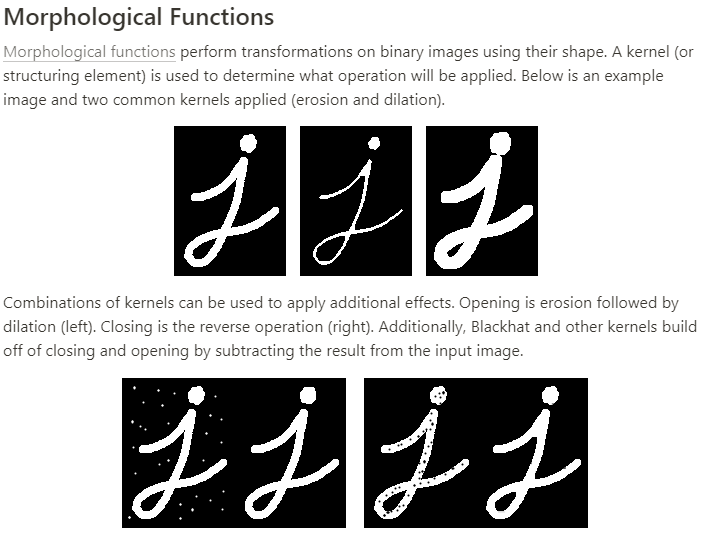 Morphological Functions
Morphological functions perform transformations on binary images using their shape. A kernel (or
structuring element) is used to determine what operation will be applied. Below is an example
image and two common kernels applied (erosion and dilation).
j j j
Combinations of kernels can be used to apply additional effects. Opening is erosion followed by
dilation (left). Closing is the reverse operation (right). Additionally, Blackhat and other kernels build
off of closing and opening by subtracting the result from the input image.
j j j j